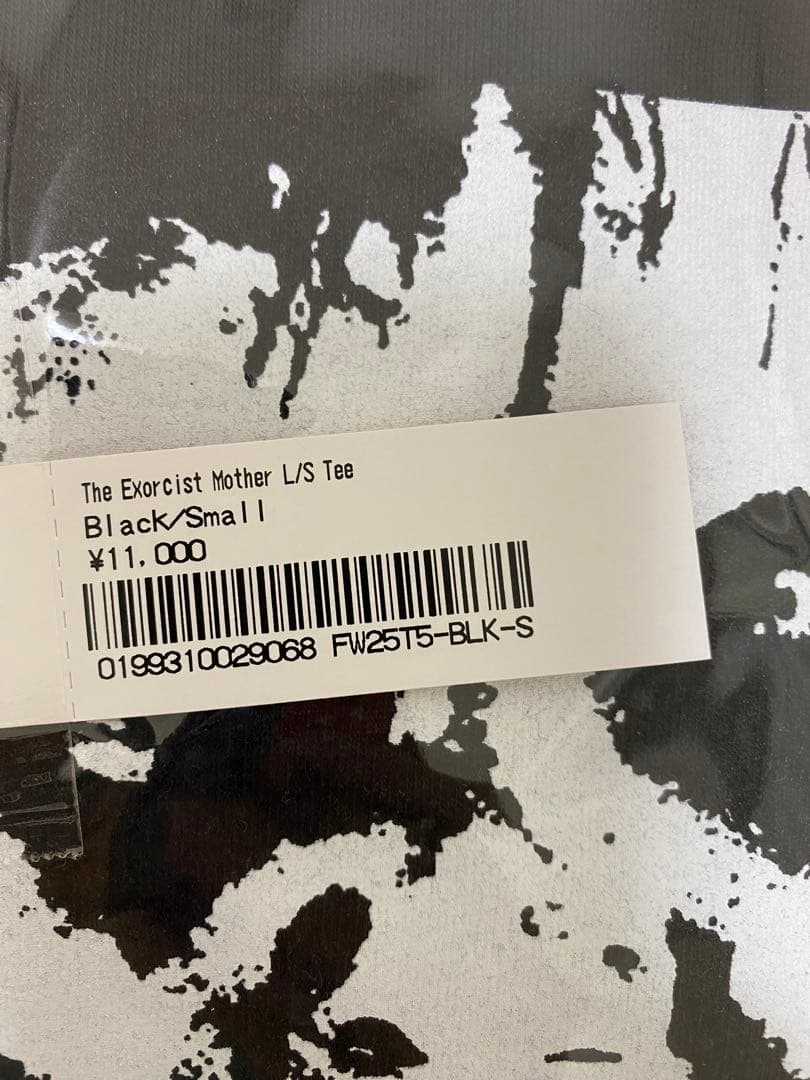 The Exorcist Mother L/S Tee
Black/Small
¥11,000
0199310029068 FW25T5-BLK-S